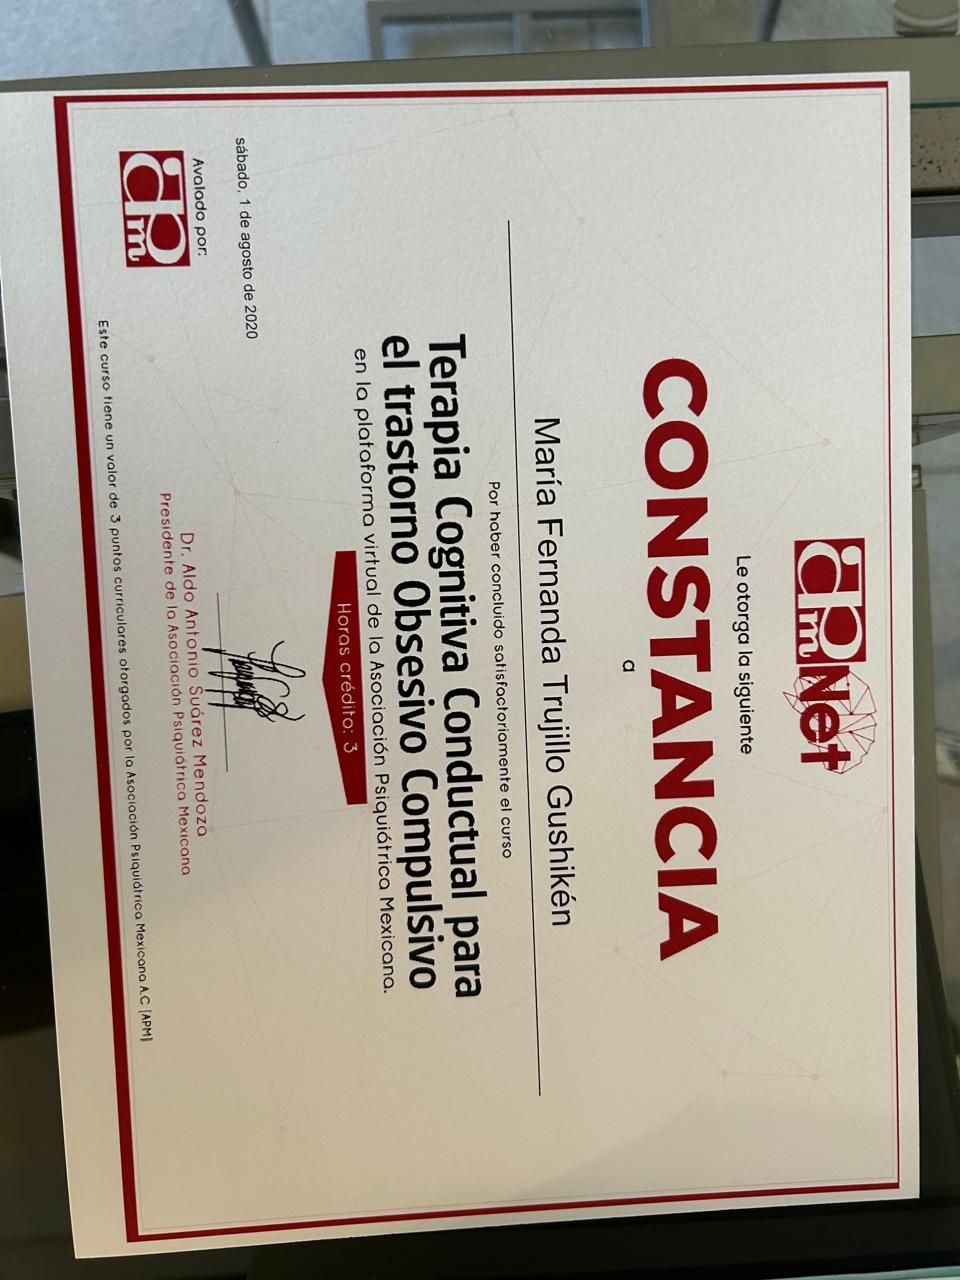 apm Net
Le otorga la siguiente
CONSTANCIA
a
María Fernanda Trujillo Gushikén
Por haber concluido satisfactoriamente el curso
Terapia Cognitiva Conductual para
el trastorno Obsesivo Compulsivo
en la plataforma virtual de la Asociación Psiquiátrica Mexicana.
Horas crédito: 3
sábado, 1 de agosto de 2020
Avalado por:
apm
Dr. Aldo Antonio Suárez Mendoza
Presidente de la Asociación Psiquiátrica Mexicana
Este curso tiene un valor de 3 puntos curriculares otorgados por la Asociación Psiquiátrica Mexicana A.C [APM]